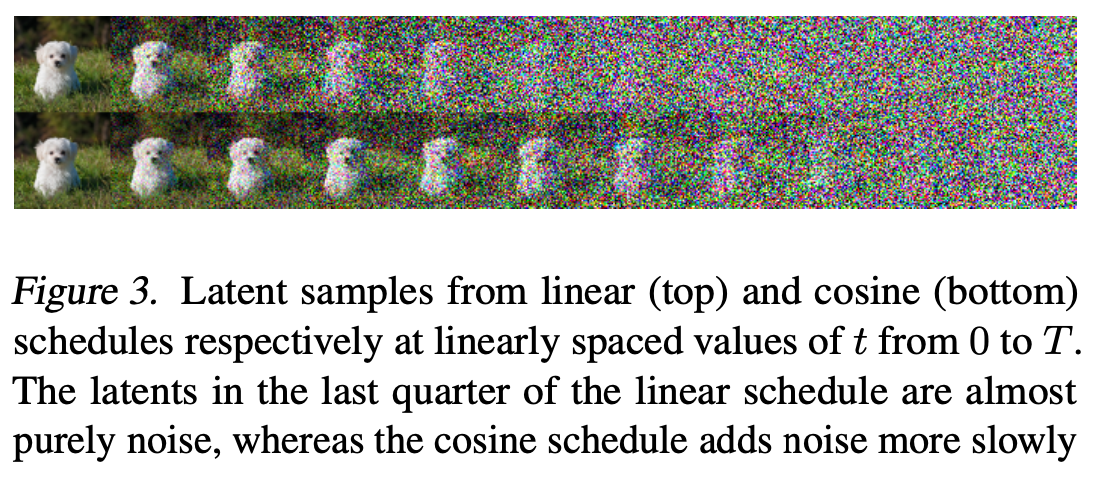 Figure 3. Latent samples from linear (top) and cosine (bottom)
schedules respectively at linearly spaced values of t from 0 to T.
The latents in the last quarter of the linear schedule are almost
purely noise, whereas the cosine schedule adds noise more slowly